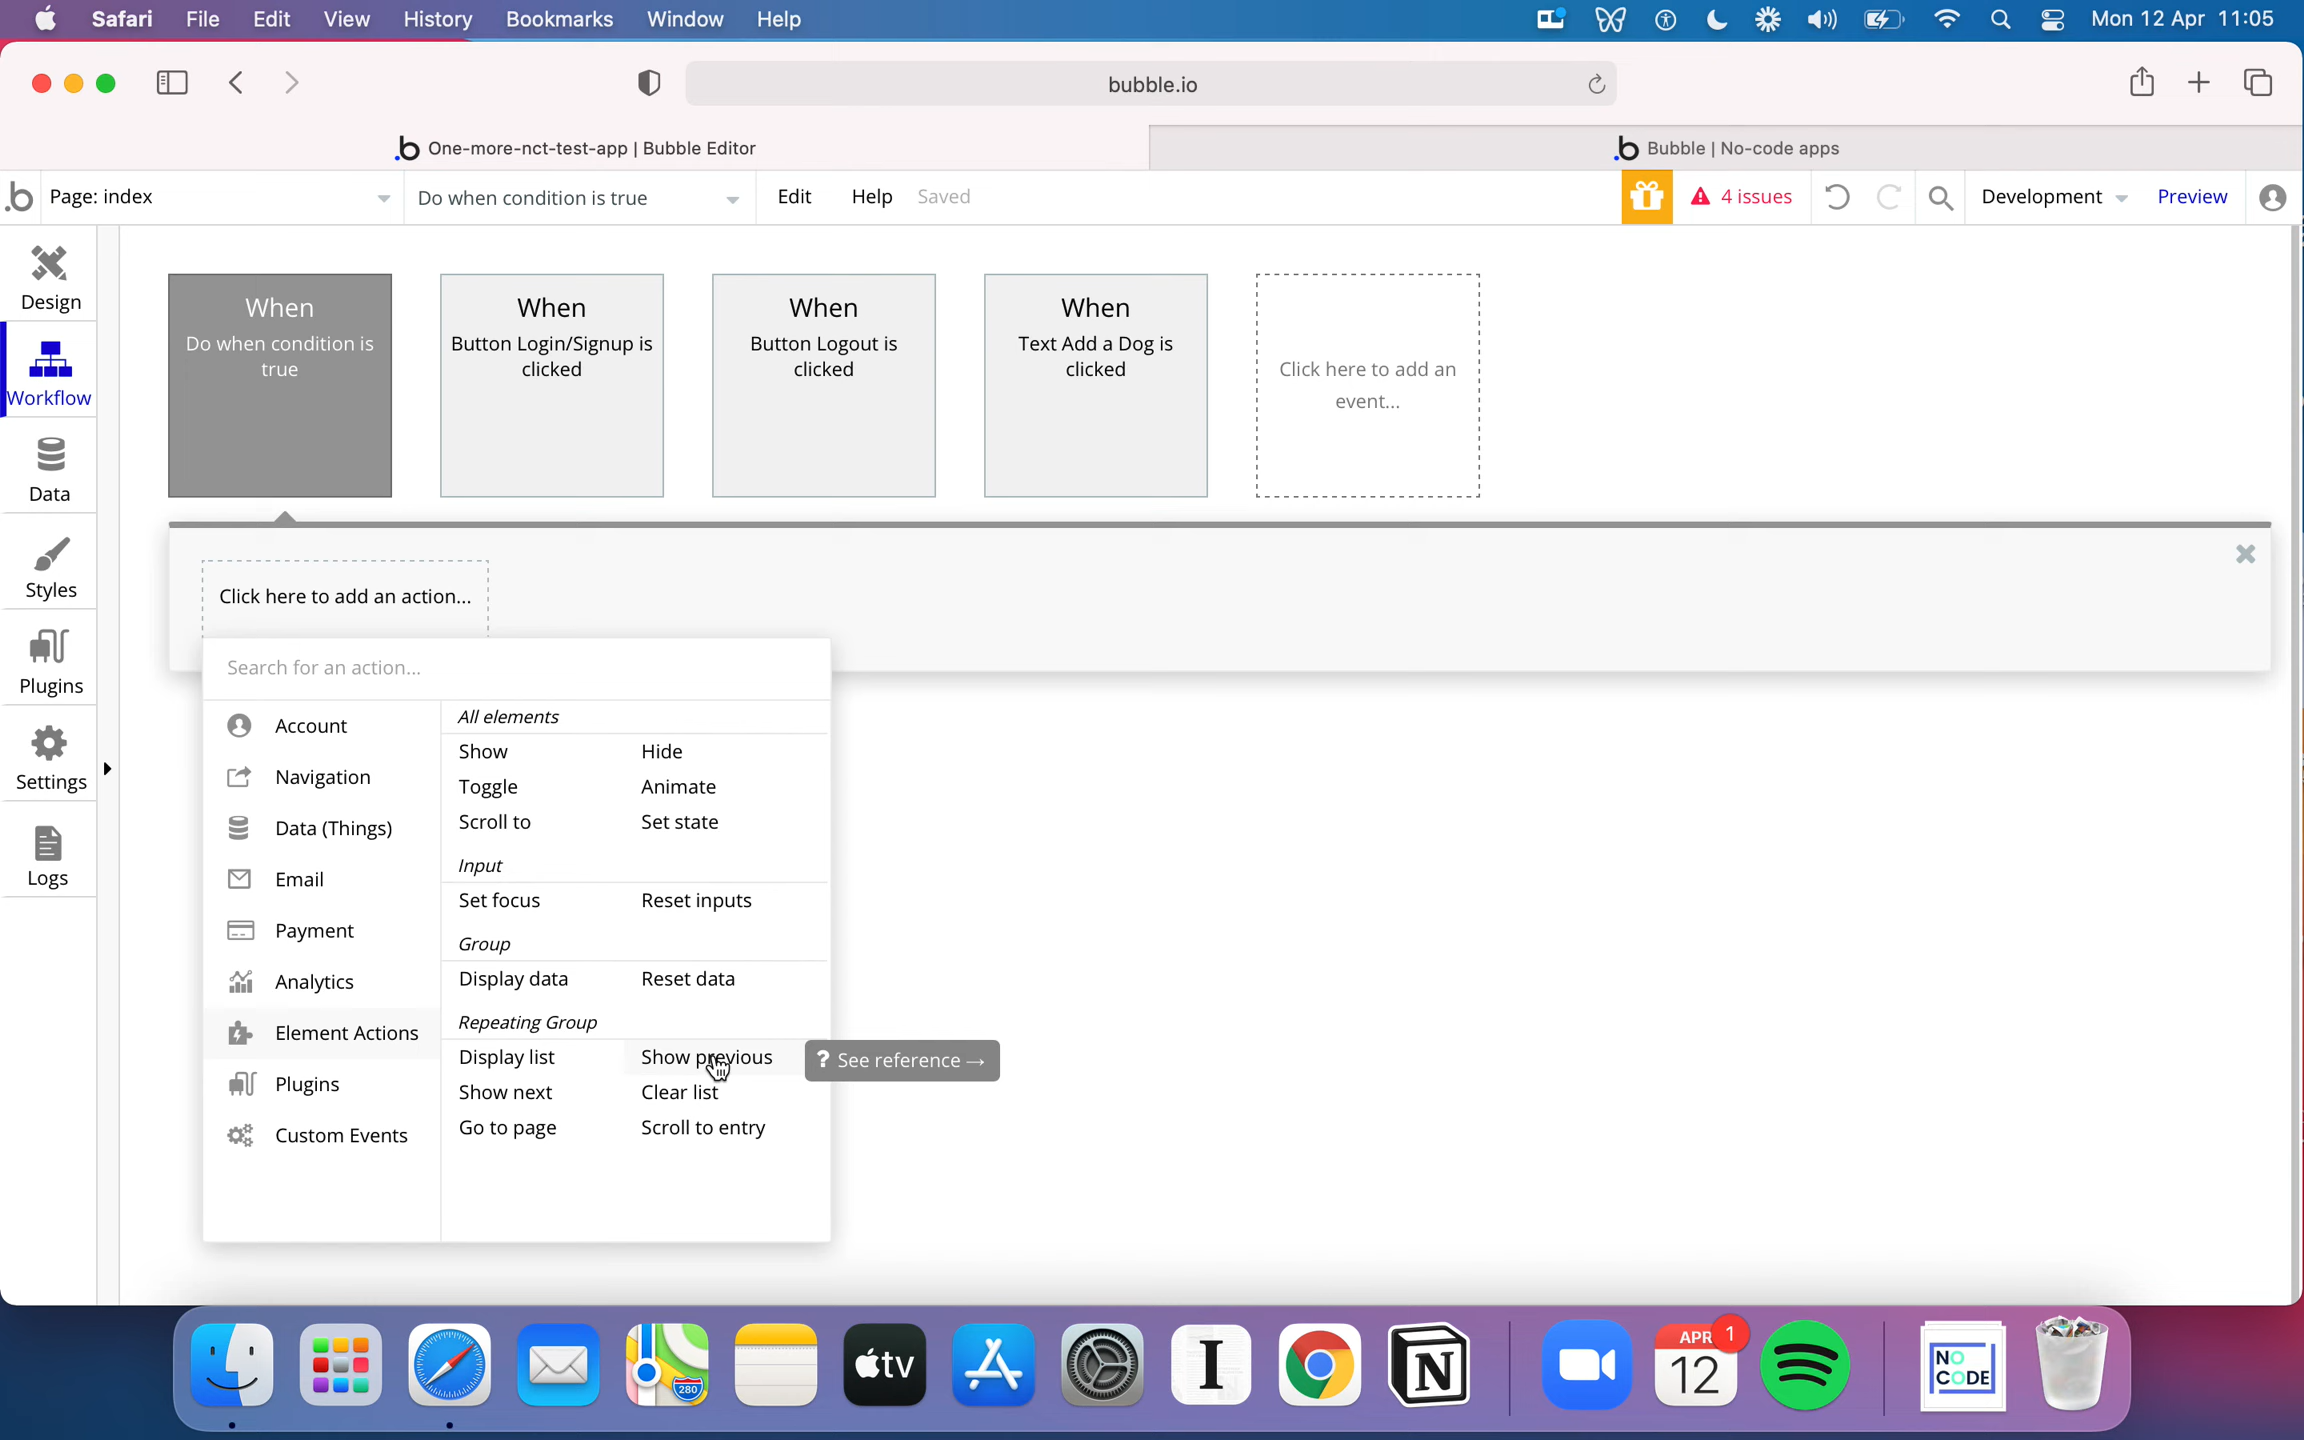 Safari File Edit View History Bookmarks Window Help Mon 12 Apr 11:05
bubble.io
One-more-nct-test-app | Bubble Editor
Bubble | No-code apps
Page: index
Do when condition is true
Edit
Help
Saved
4 issues
Development
Preview
Design
Workflow
Data
Styles
Plugins
Settings
Logs
When
Do when condition is
true
When
Button Login/Signup is
clicked
When
Button Logout is
clicked
When
Text Add a Dog is
clicked
Click here to add an
event...
Click here to add an action...
Search for an action...
Account
Navigation
Data (Things)
Email
Payment
Analytics
Element Actions
Plugins
Custom Events
All elements
Show Hide
Toggle Animate
Scroll to Set state
Input
Set focus Reset inputs
Group
Display data Reset data
Repeating Group
Display list Show previous
Show next Clear list
Go to page Scroll to entry
? See reference →
280
tv
I
N
APR 1
12
NO
CODE